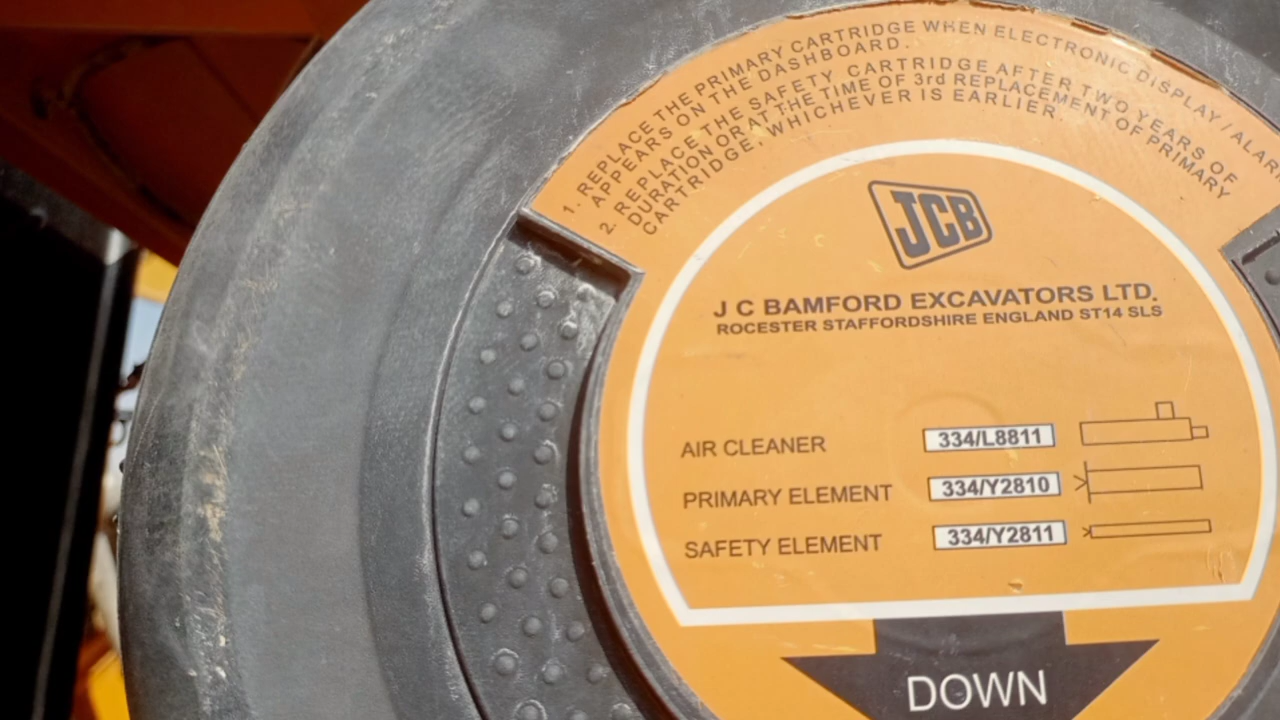 1. REPLACE THE PRIMARY CARTRIDGE WHEN ELECTRONIC DISPLAY / ALARM
APPEARS ON THE DASHBOARD.
2. REPLACE THE SAFETY CARTRIDGE AFTER TWO YEARS OF
DURATION OR AT THE TIME OF 3rd REPLACEMENT OF PRIMARY
CARTRIDGE, WHICHEVER IS EARLIER.
JCB
J C BAMFORD EXCAVATORS LTD.
ROCESTER STAFFORDSHIRE ENGLAND ST14 SLS
AIR CLEANER 334/L8811
PRIMARY ELEMENT 334/Y2810
SAFETY ELEMENT 334/Y2811
DOWN